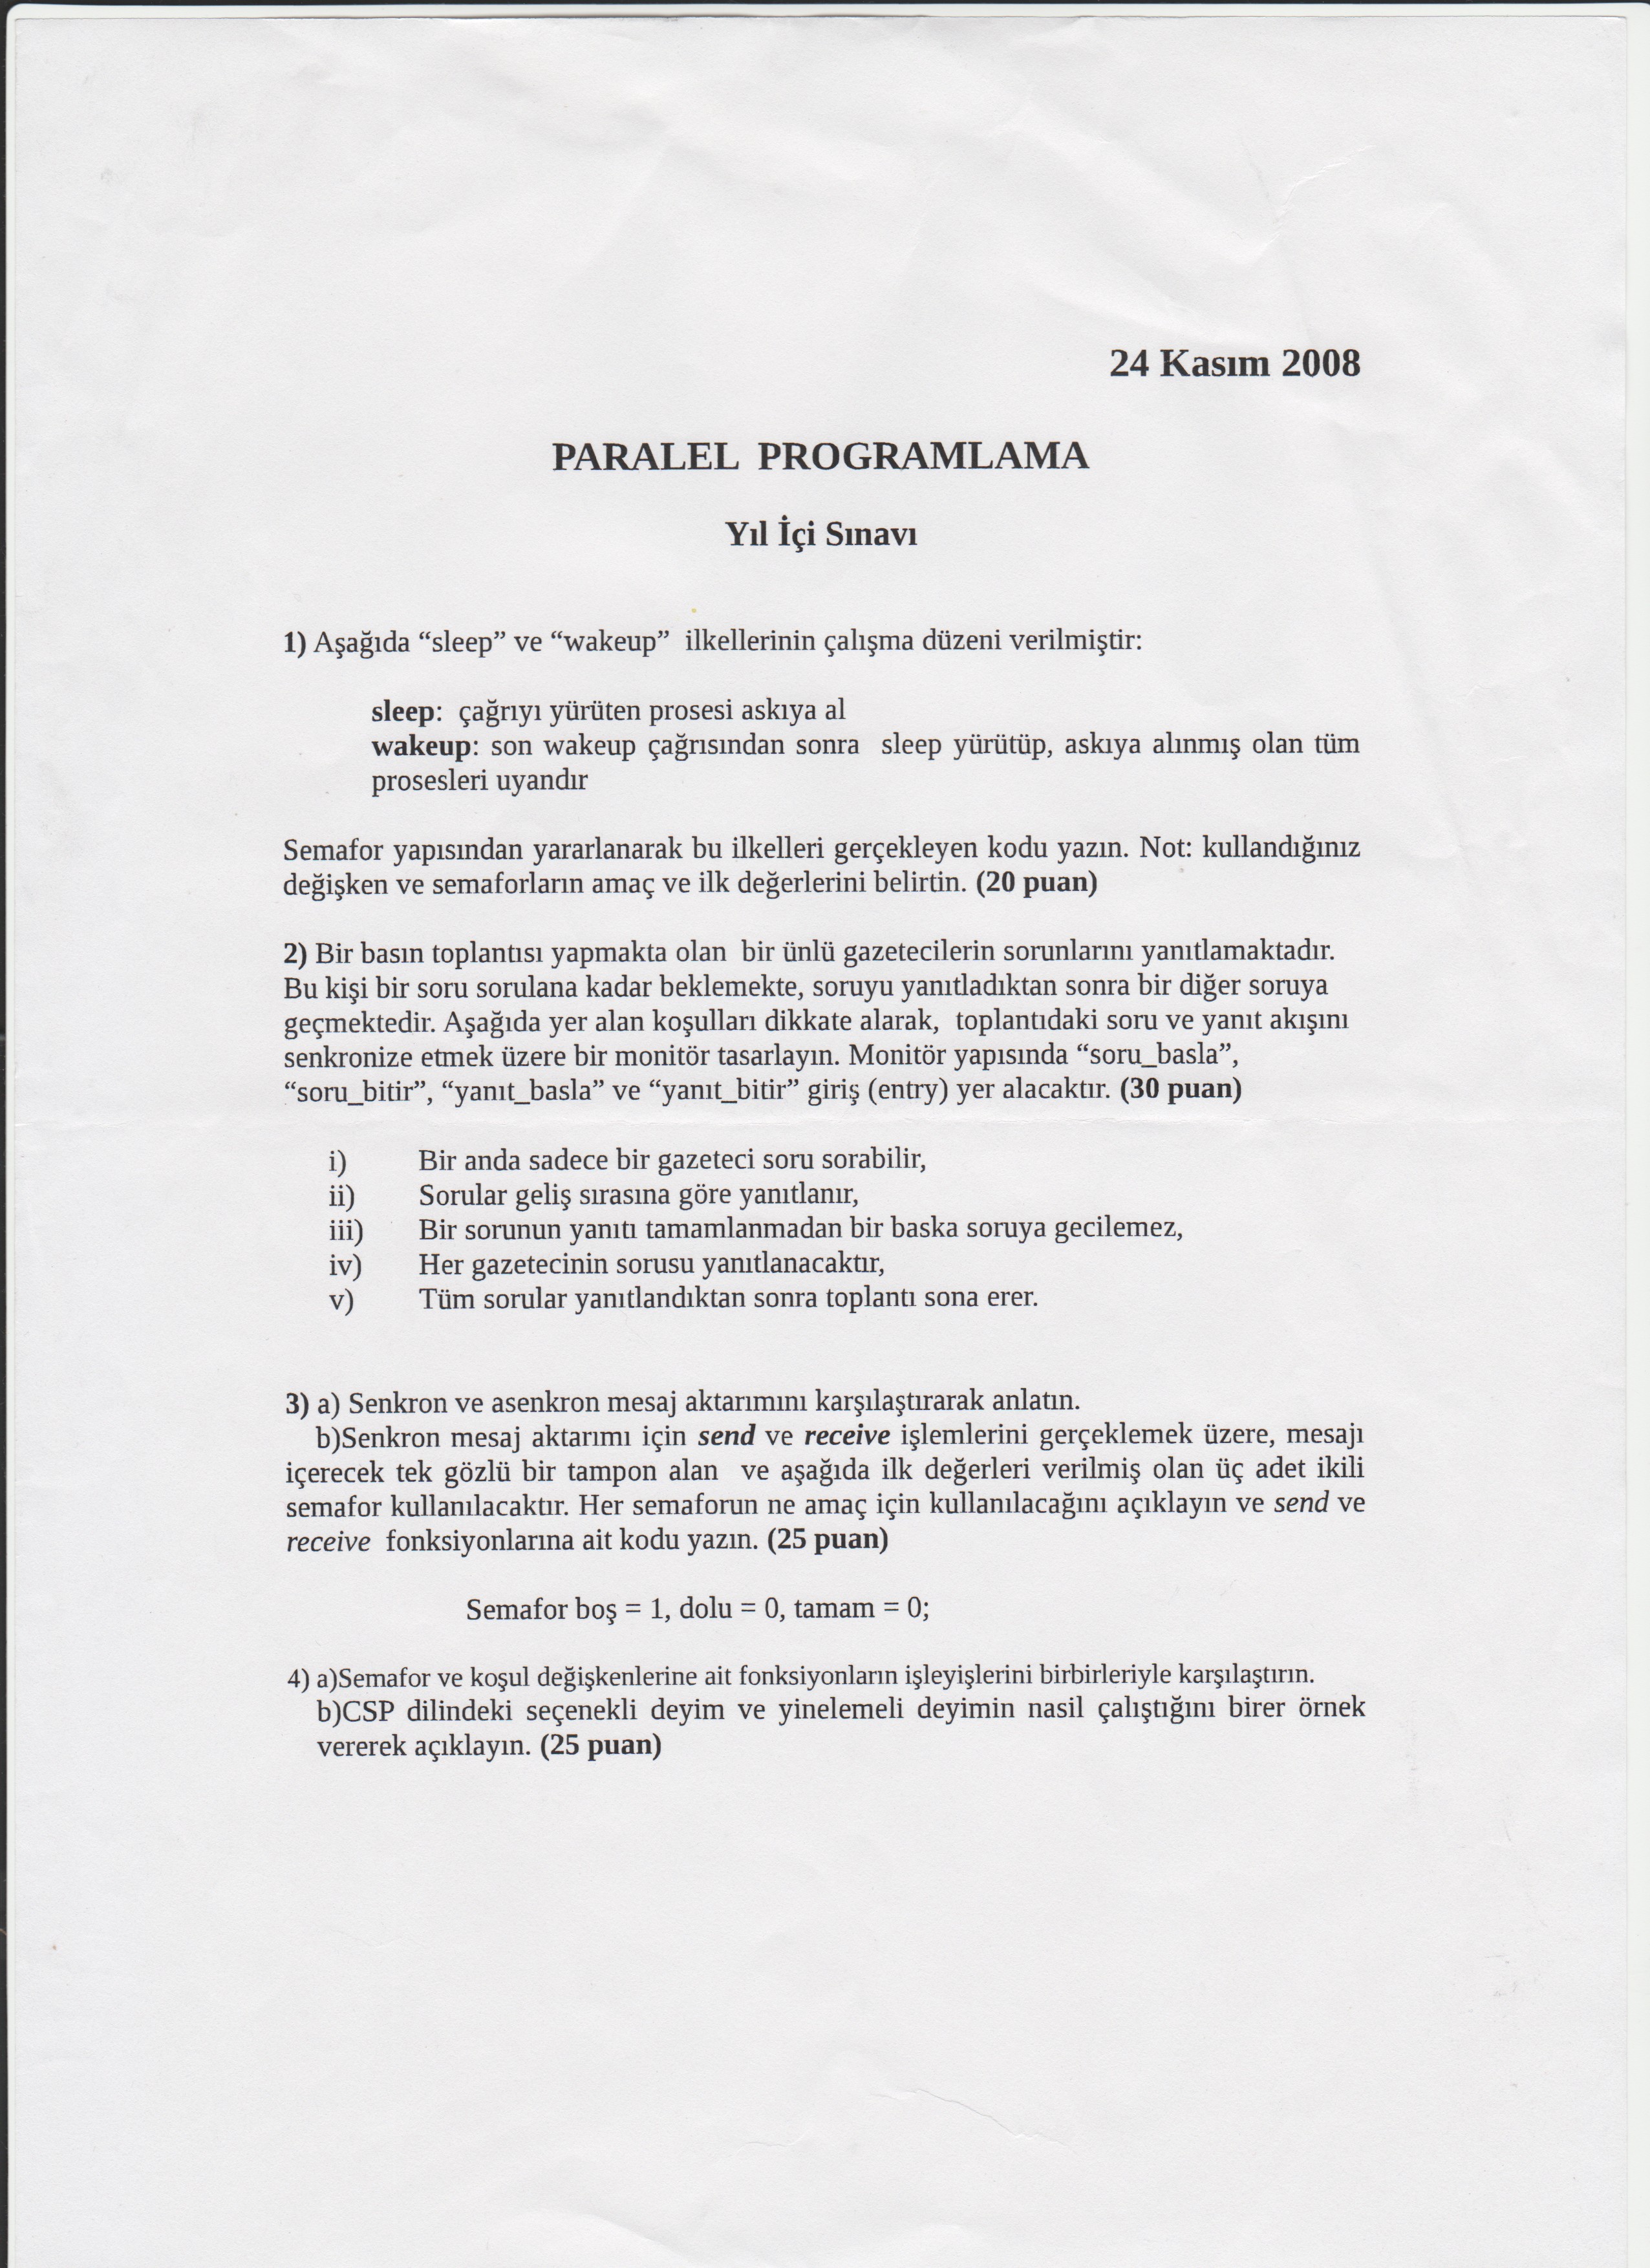 24 Kasım 2008
PARALEL PROGRAMLAMA
Yıl İçi Sınavı
1) Aşağıda “sleep” ve “wakeup” ilkellerinin çalışma düzeni verilmiştir:
sleep: çağrıyı yürüten prosesi askıya al
wakeup: son wakeup çağrısından sonra sleep yürütüp, askıya alınmış olan tüm
prosesleri uyandır
Semafor yapısından yararlanarak bu ilkelleri gerçekleyen kodu yazın. Not: kullandığınız
değişken ve semaforların amaç ve ilk değerlerini belirtin. (20 puan)
2) Bir basın toplantısı yapmakta olan bir ünlü gazetecilerin sorunlarını yanıtlamaktadır.
Bu kişi bir soru sorulana kadar beklemekte, soruyu yanıtladıktan sonra bir diğer soruya
geçmektedir. Aşağıda yer alan koşulları dikkate alarak, toplantıdaki soru ve yanıt akışını
senkronize etmek üzere bir monitör tasarlayın. Monitör yapısında “soru_basla”,
“soru_bitir”, “yanıt_basla” ve “yanıt_bitir” giriş (entry) yer alacaktır. (30 puan)
i) Bir anda sadece bir gazeteci soru sorabilir,
ii) Sorular geliş sırasına göre yanıtlanır,
iii) Bir sorunun yanıtı tamamlanmadan bir baska soruya gecilemez,
iv) Her gazetecinin sorusu yanıtlanacaktır,
v) Tüm sorular yanıtlandıktan sonra toplantı sona erer.
3) a) Senkron ve asenkron mesaj aktarımını karşılaştırarak anlatın.
b)Senkron mesaj aktarımı için send ve receive işlemlerini gerçeklemek üzere, mesajı
içerecek tek gözlü bir tampon alan ve aşağıda ilk değerleri verilmiş olan üç adet ikili
semafor kullanılacaktır. Her semaforun ne amaç için kullanılacağını açıklayın ve send ve
receive fonksiyonlarına ait kodu yazın. (25 puan)
Semafor boş = 1, dolu = 0, tamam = 0;
4) a)Semafor ve koşul değişkenlerine ait fonksiyonların işleyişlerini birbirleriyle karşılaştırın.
b)CSP dilindeki seçenekli deyim ve yinelemeli deyimin nasil çalıştığını birer örnek
vererek açıklayın. (25 puan)